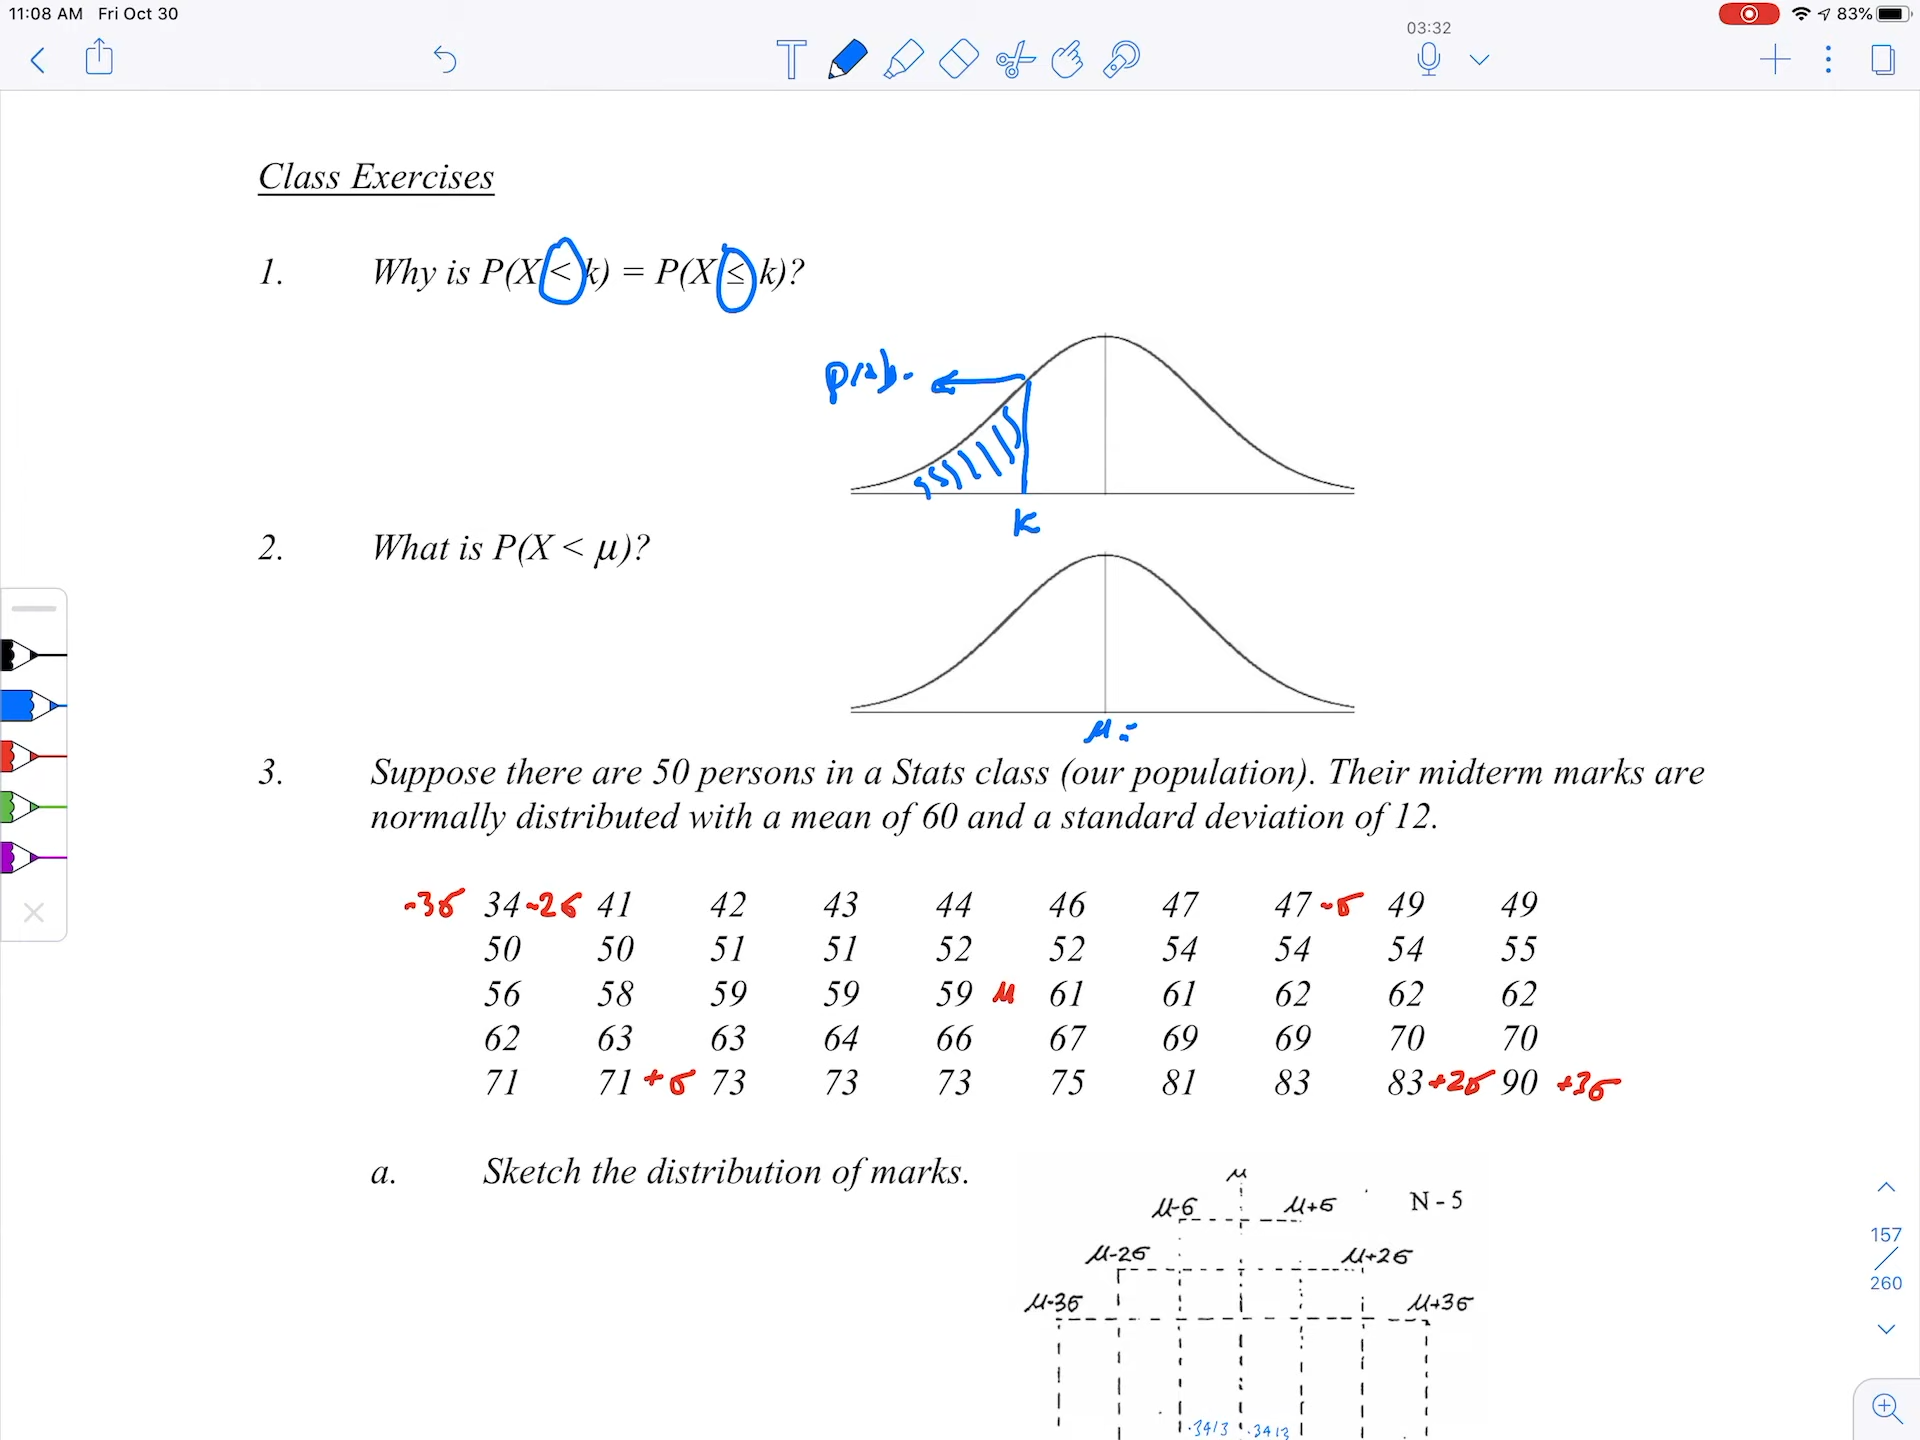 11:08 AM Fri Oct 30
83%
03:32
Class Exercises
1. Why is P(X < k) = P(X ≤ k)?
prob.
k
2. What is P(X < μ)?
μ =
3. Suppose there are 50 persons in a Stats class (our population). Their midterm marks are
normally distributed with a mean of 60 and a standard deviation of 12.
-3σ 34 -2σ 41 42 43 44 46 47 47 -σ 49 49
50 50 51 51 52 52 54 54 54 55
56 58 59 59 59 μ 61 61 62 62 62
62 63 63 64 66 67 69 69 70 70
71 71 +σ 73 73 73 75 81 83 83 +2σ 90 +3σ
a. Sketch the distribution of marks.
μ
μ-σ μ+σ N - 5
μ-2σ μ+2σ
μ-3σ μ+3σ
.3413 .3413
157
260